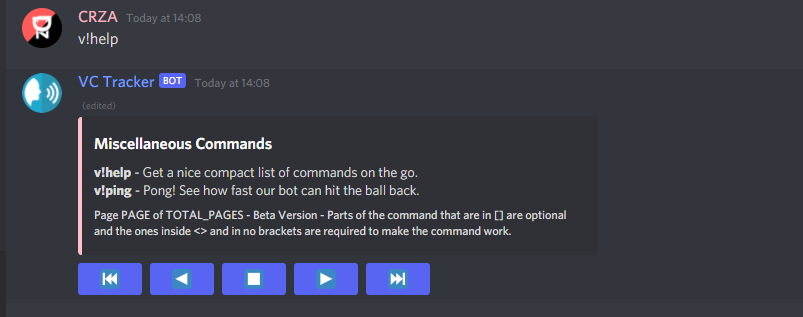 CRZA Today at 14:08
v!help
VC Tracker BOT Today at 14:08
(edited)
Miscellaneous Commands
v!help - Get a nice compact list of commands on the go.
v!ping - Pong! See how fast our bot can hit the ball back.
Page PAGE of TOTAL_PAGES - Beta Version - Parts of the command that are in [] are optional
and the ones inside <> and in no brackets are required to make the command work.